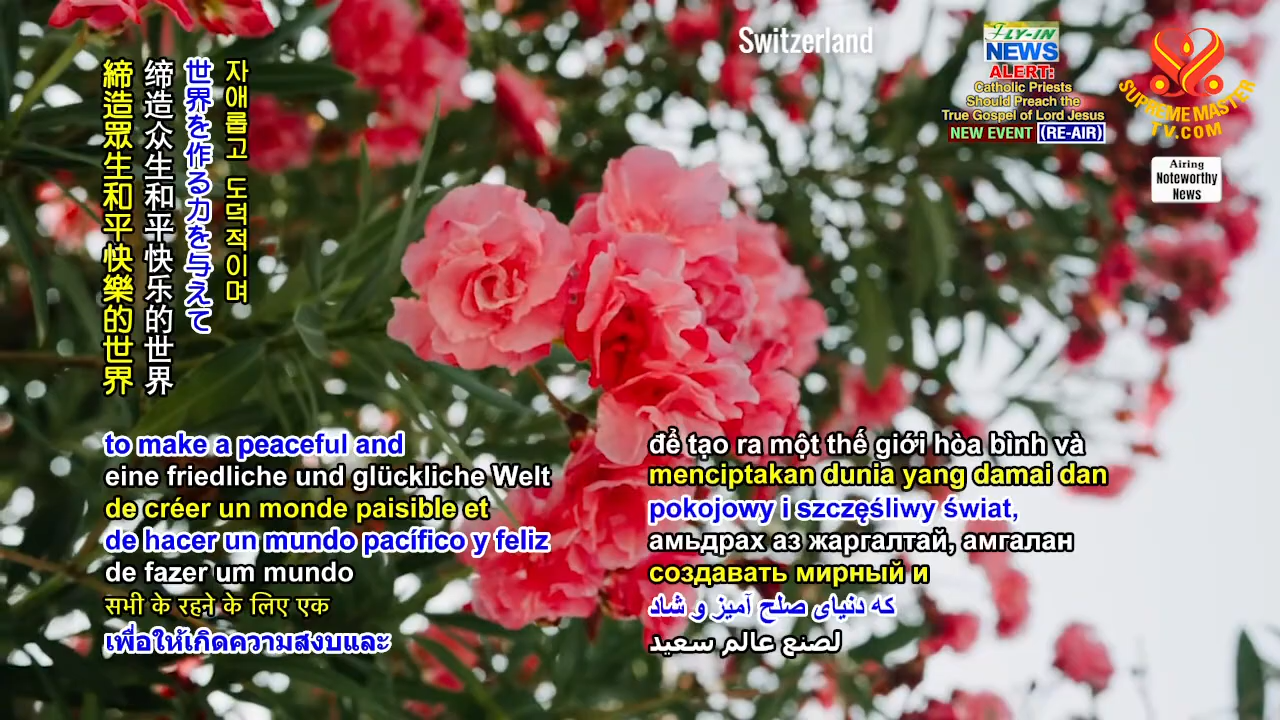 Switzerland
FLY-IN
NEWS
ALERT:
Catholic Priests
Should Preach the
True Gospel of Lord Jesus
NEW EVENT (RE-AIR)
SUPREME MASTER
TV.COM
Airing
Noteworthy
News
締造眾生和平快樂的世界
缔造众生和平快乐的世界
世界を作る力を与えて
자애롭고 도덕적이며
to make a peaceful and
eine friedliche und glückliche Welt
de créer un monde paisible et
de hacer un mundo pacífico y feliz
de fazer um mundo
सभी के रहने के लिए एक
เพื่อให้เกิดความสงบและ
để tạo ra một thế giới hòa bình và
menciptakan dunia yang damai dan
pokojowy i szczęśliwy świat,
амьдрах аз жаргалтай, амгалан
создавать мирный и
که دنیای صلح آمیز و شاد
لصنع عالم سعيد